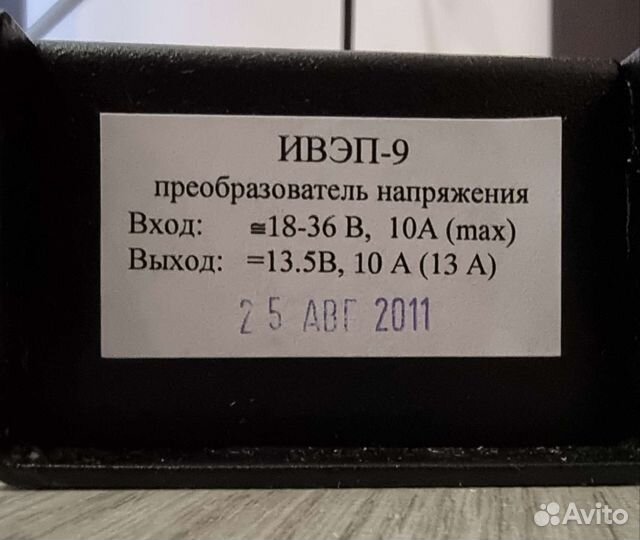 ИВЭП-9
преобразователь напряжения
Вход: ≅18-36 В, 10А (max)
Выход: =13.5В, 10 А (13 А)
25 АВГ 2011
Avito